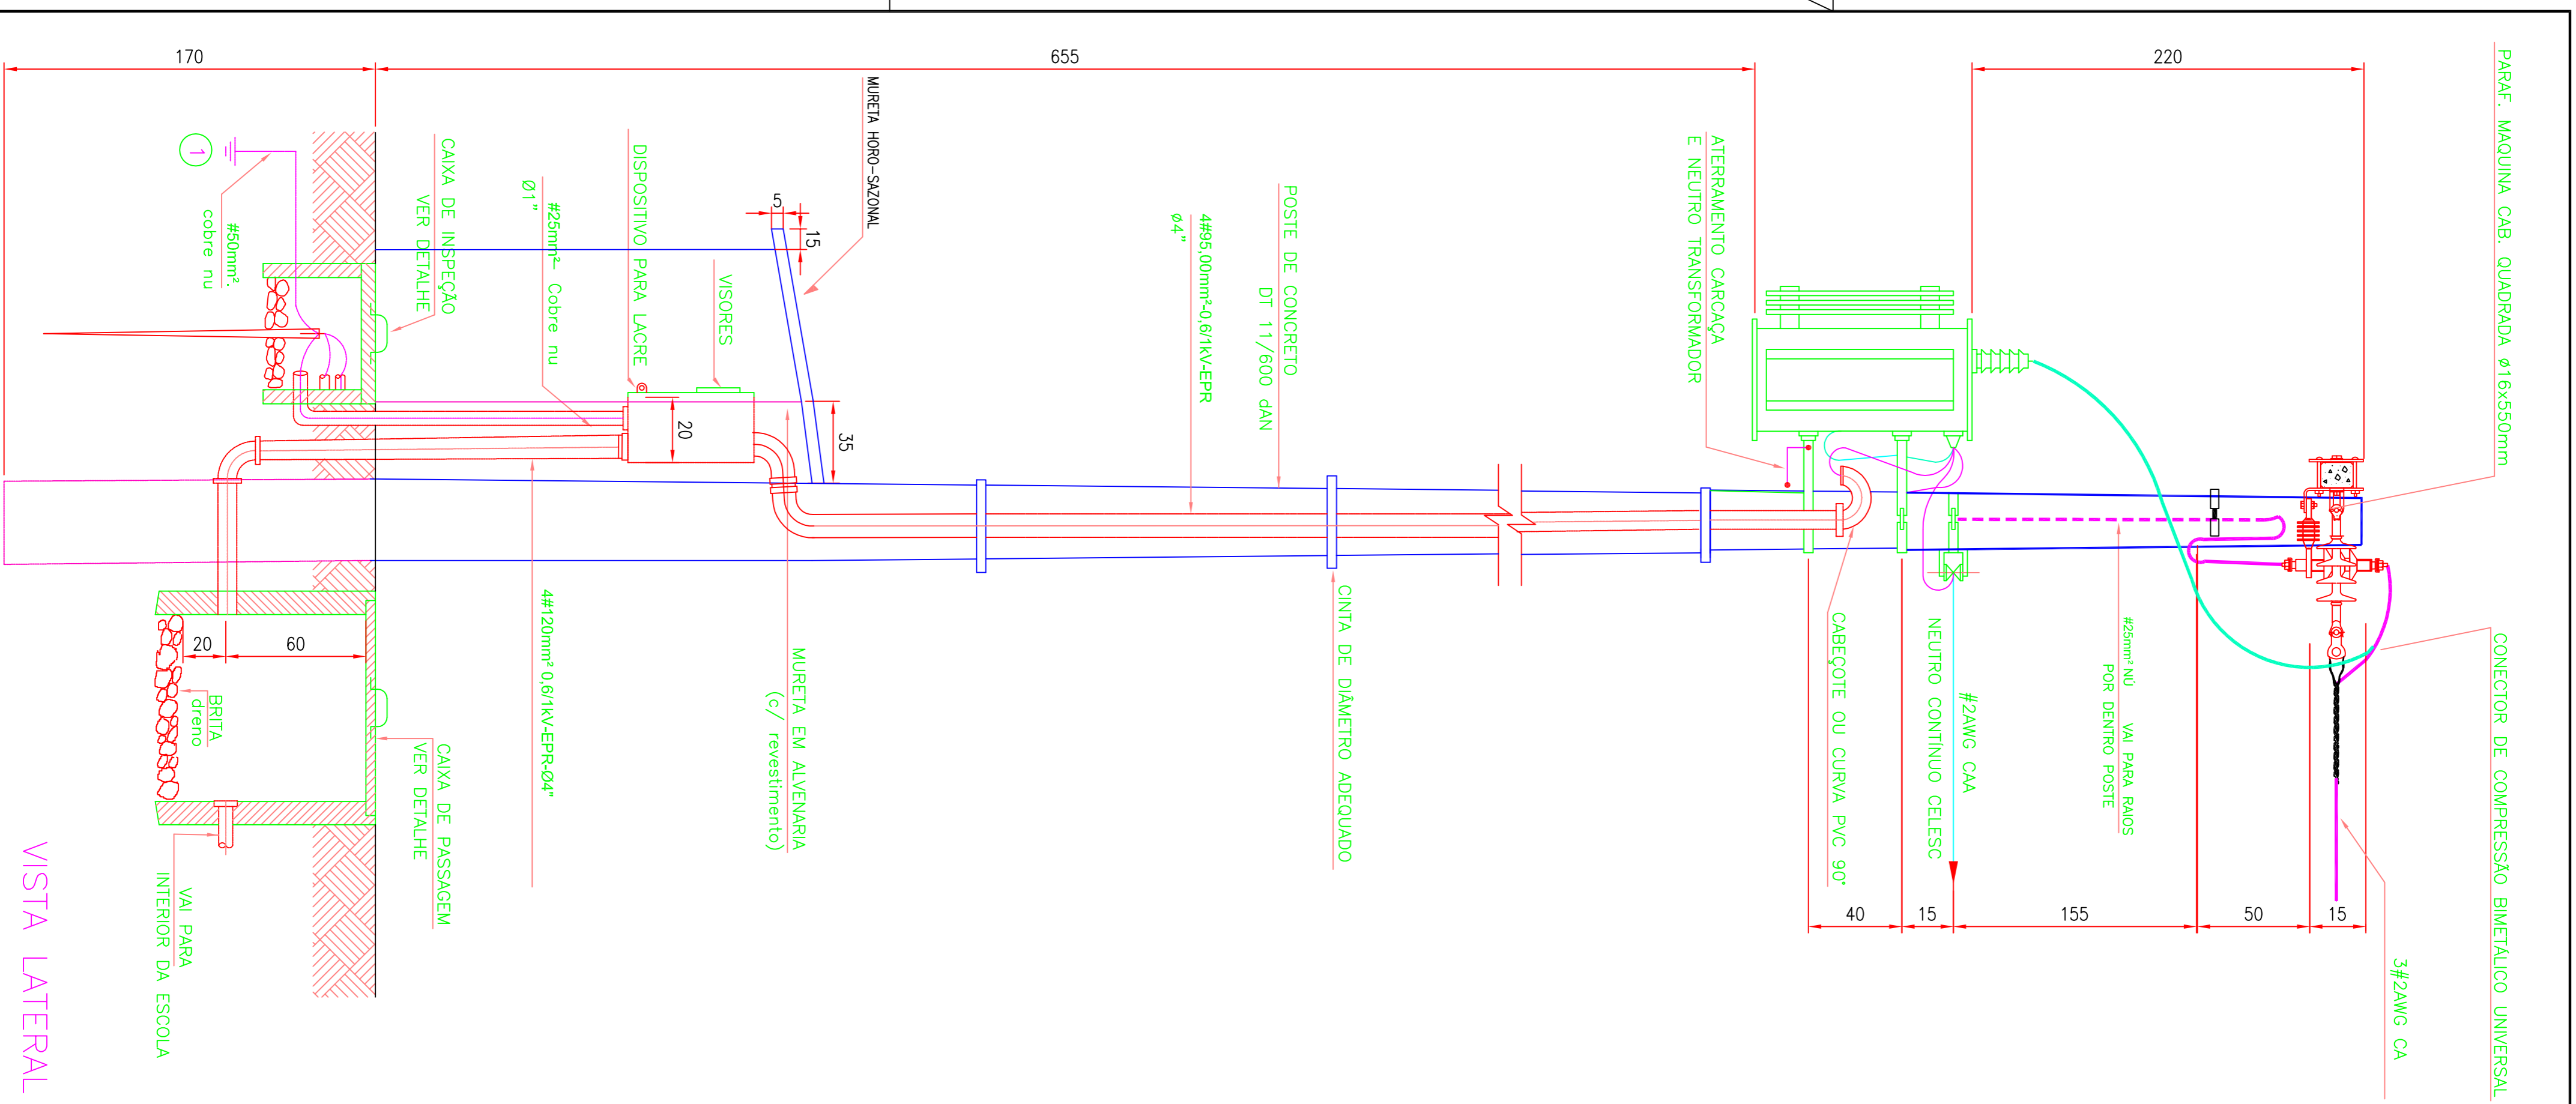 PARAF. MAQUINA CAB. QUADRADA Ø16x550mm
CONECTOR DE COMPRESSÃO BIMETÁLICO UNIVERSAL
3#2AWG CA
220
15
50
155
15
40
#25mm² NÚ VAI PARA RAIOS
POR DENTRO POSTE
#2AWG CAA
NEUTRO CONTÍNUO CELESC
CABEÇOTE OU CURVA PVC 90°
ATERRAMENTO CARCAÇA
E NEUTRO TRANSFORMADOR
655
CINTA DE DIÂMETRO ADEQUADO
POSTE DE CONCRETO
DT 11/600 dAN
4#95,00mm²-0,6/1kV-EPR
ø4"
MURETA HORO-SAZONAL
5
15
35
20
MURETA EM ALVENARIA
(c/ revestimento)
VISORES
DISPOSITIVO PARA LACRE
#25mm² Cobre nu
Ø1"
4#120mm² 0,6/1kV-EPR-Ø4"
CAIXA DE INSPEÇÃO
VER DETALHE
CAIXA DE PASSAGEM
VER DETALHE
170
#50mm².
cobre nu
1
60
20
BRITA
dreno
VAI PARA
INTERIOR DA ESCOLA
VISTA LATERAL